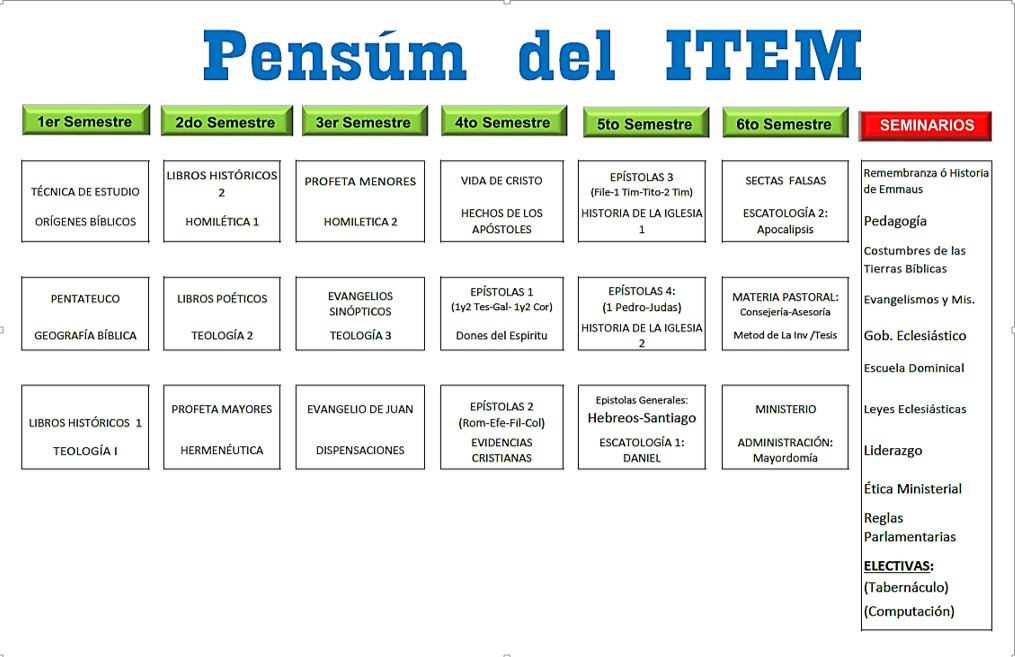 Pensúm del ITEM
1er Semestre
2do Semestre
3er Semestre
4to Semestre
5to Semestre
6to Semestre
SEMINARIOS
TÉCNICA DE ESTUDIO
ORÍGENES BÍBLICOS
LIBROS HISTÓRICOS
2
HOMILÉTICA 1
PROFETA MENORES
HOMILETICA 2
VIDA DE CRISTO
HECHOS DE LOS
APÓSTOLES
EPÍSTOLAS 3
(File-1 Tim-Tito-2 Tim)
HISTORIA DE LA IGLESIA
1
SECTAS FALSAS
ESCATOLOGÍA 2:
Apocalipsis
PENTATEUCO
GEOGRAFÍA BÍBLICA
LIBROS POÉTICOS
TEOLOGÍA 2
EVANGELIOS
SINÓPTICOS
TEOLOGÍA 3
EPÍSTOLAS 1
(1y2 Tes-Gal- 1y2 Cor)
Dones del Espiritu
EPÍSTOLAS 4:
(1 Pedro-Judas)
HISTORIA DE LA IGLESIA
2
MATERIA PASTORAL:
Consejería-Asesoría
Metod de La Inv /Tesis
LIBROS HISTÓRICOS 1
TEOLOGÍA I
PROFETA MAYORES
HERMENÉUTICA
EVANGELIO DE JUAN
DISPENSACIONES
EPÍSTOLAS 2
(Rom-Efe-Fil-Col)
EVIDENCIAS
CRISTIANAS
Epistolas Generales:
Hebreos-Santiago
ESCATOLOGÍA 1:
DANIEL
MINISTERIO
ADMINISTRACIÓN:
Mayordomía
Remembranza ó Historia
de Emmaus
Pedagogía
Costumbres de las
Tierras Bíblicas
Evangelismos y Mis.
Gob. Eclesiástico
Escuela Dominical
Leyes Eclesiásticas
Liderazgo
Ética Ministerial
Reglas
Parlamentarias
ELECTIVAS:
(Tabernáculo)
(Computación)